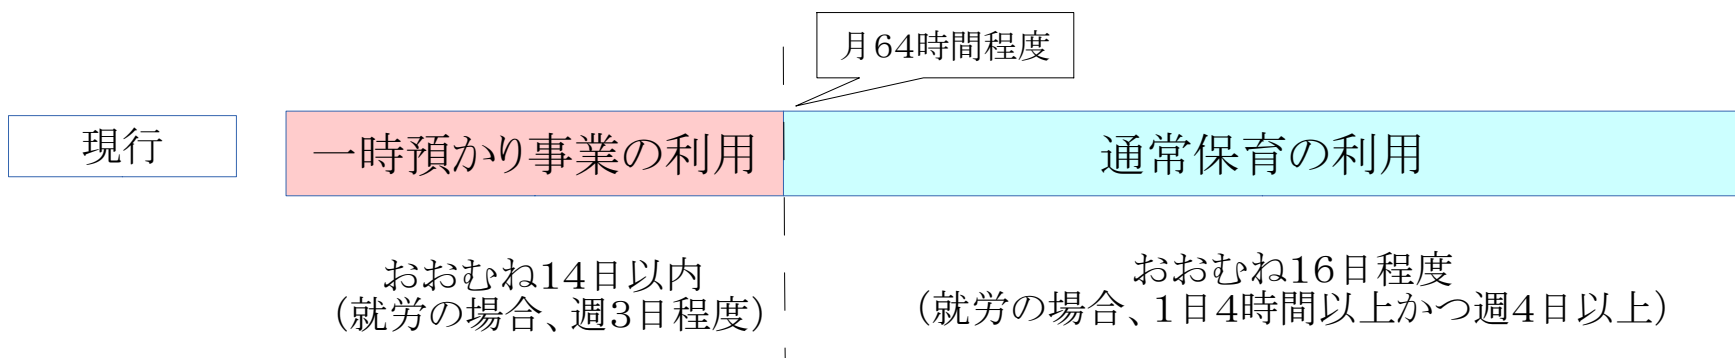 月64時間程度
現行
一時預かり事業の利用
通常保育の利用
おおむね14日以内
（就労の場合、週3日程度）
おおむね16日程度
（就労の場合、1日4時間以上かつ週4日以上）